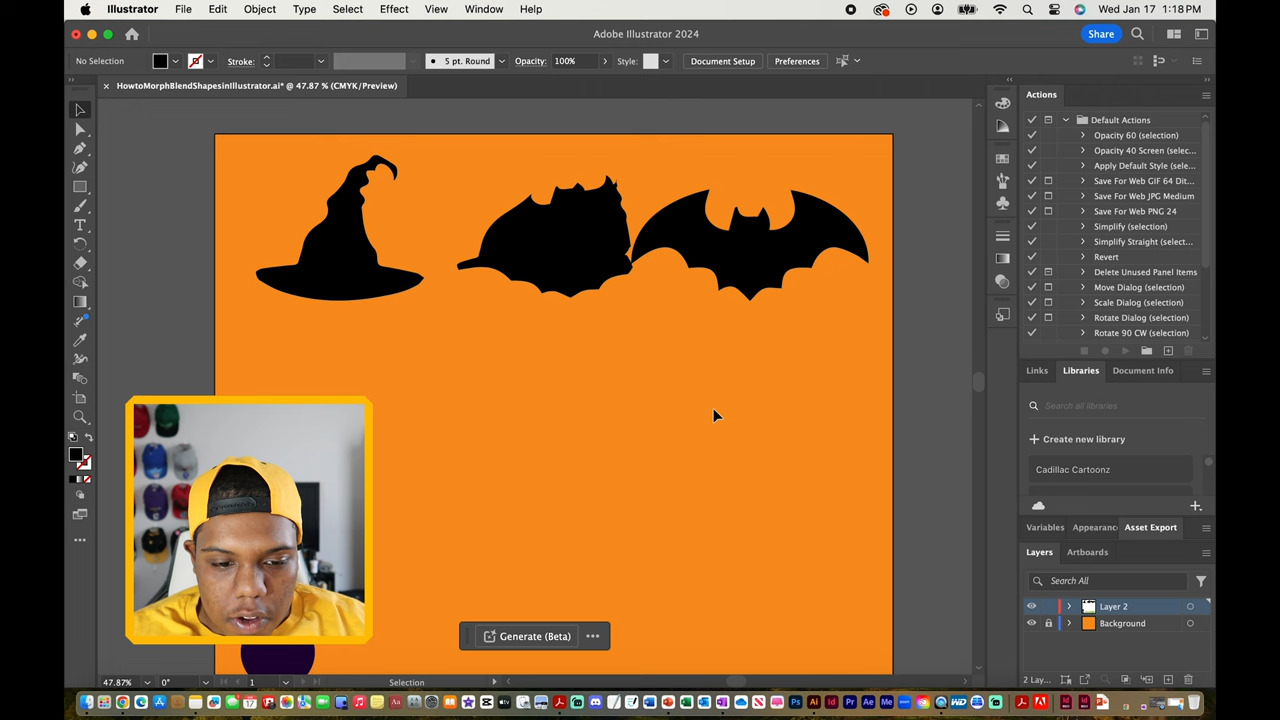 Illustrator File Edit Object Type Select Effect View Window Help Wed Jan 17 1:18 PM
Adobe Illustrator 2024
Share
No Selection Stroke: 5 pt. Round Opacity: 100% Style: Document Setup Preferences
× HowtoMorphBlendShapesinIllustrator.ai* @ 47.87 % (CMYK/Preview)
Actions
Default Actions
Opacity 60 (selection)
Opacity 40 Screen (selec...
Apply Default Style (sele...
Save For Web GIF 64 Dit...
Save For Web JPG Medium
Save For Web PNG 24
Simplify (selection)
Simplify Straight (select...
Revert
Delete Unused Panel Items
Move Dialog (selection)
Scale Dialog (selection)
Rotate Dialog (selection)
Rotate 90 CW (selection)
Links Libraries Document Info
Search all libraries
Create new library
Cadillac Cartoonz
Variables Appearanc Asset Export
Layers Artboards
Search All
Layer 2
Background
Generate (Beta)
47.87% 0° 1 Selection
2 Lay...